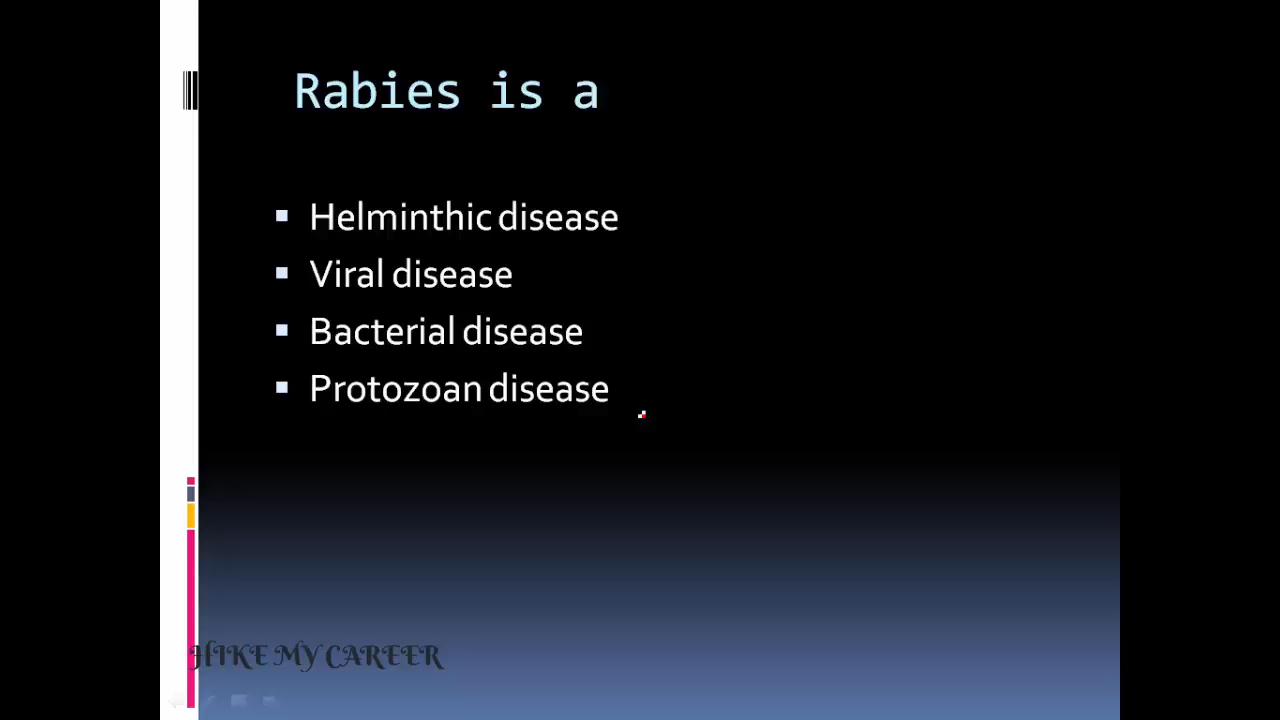 Rabies is a
Helminthic disease
Viral disease
Bacterial disease
Protozoan disease
HIKE MY CAREER